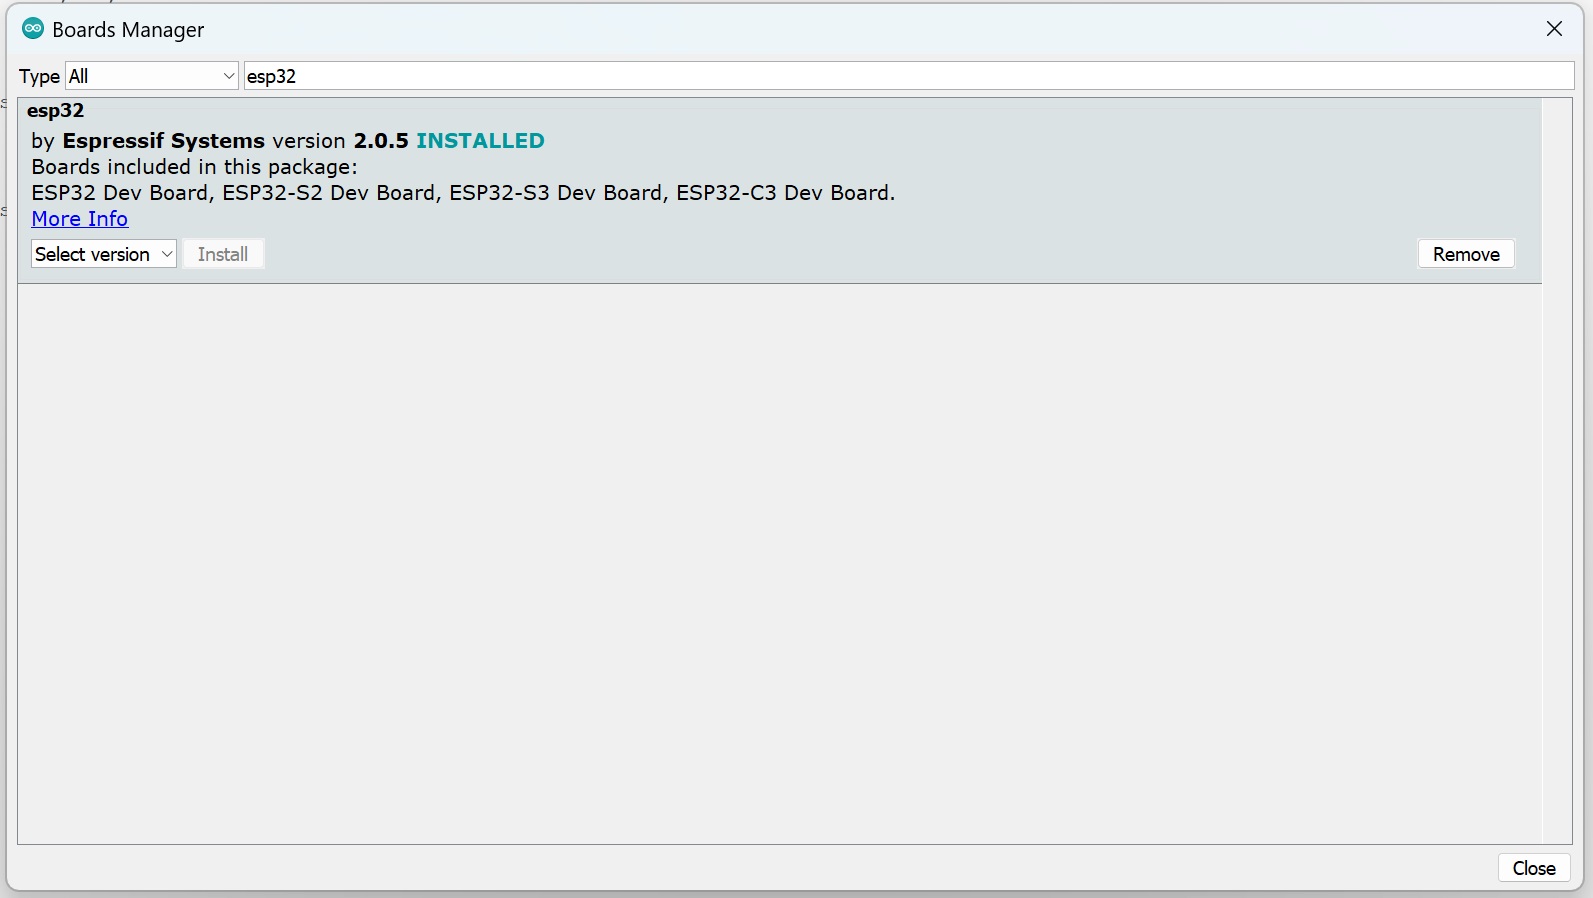 Boards Manager
Type All esp32
esp32
by Espressif Systems version 2.0.5 INSTALLED
Boards included in this package:
ESP32 Dev Board, ESP32-S2 Dev Board, ESP32-S3 Dev Board, ESP32-C3 Dev Board.
More Info
Select version Install Remove
Close